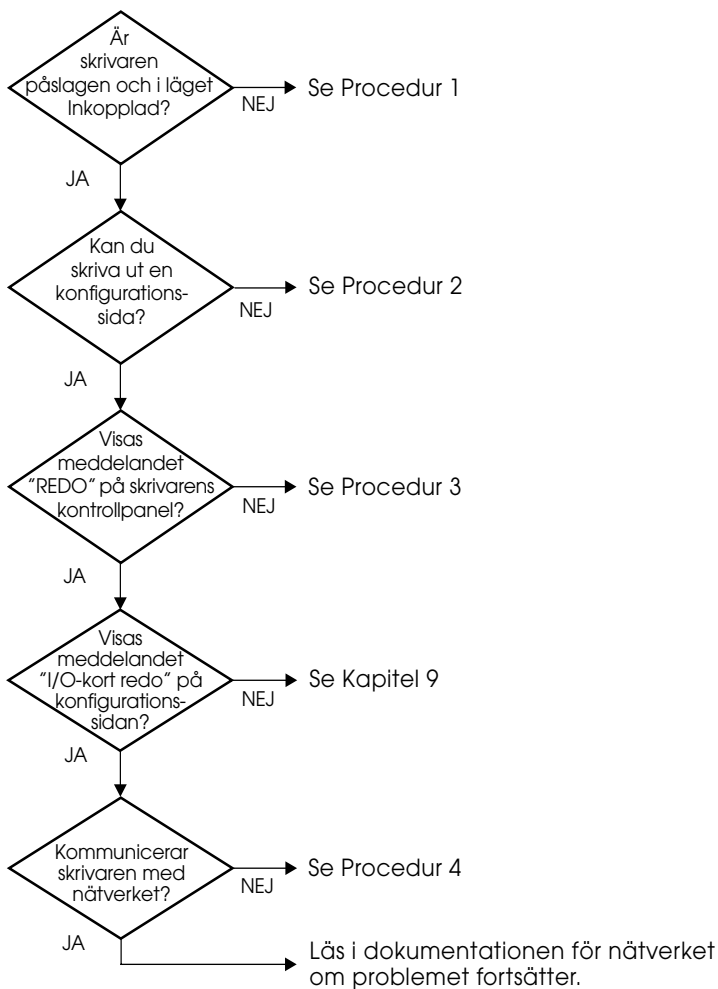 Är
skrivaren
påslagen och i läget
Inkopplad?
NEJ
Se Procedur 1
JA
Kan du
skriva ut en
konfigurations-
sida?
NEJ
Se Procedur 2
JA
Visas
meddelandet
"REDO" på skrivarens
kontrollpanel?
NEJ
Se Procedur 3
JA
Visas
meddelandet
"I/O-kort redo" på
konfigurations-
sidan?
NEJ
Se Kapitel 9
JA
Kommunicerar
skrivaren med
nätverket?
NEJ
Se Procedur 4
JA
Läs i dokumentationen för nätverket
om problemet fortsätter.